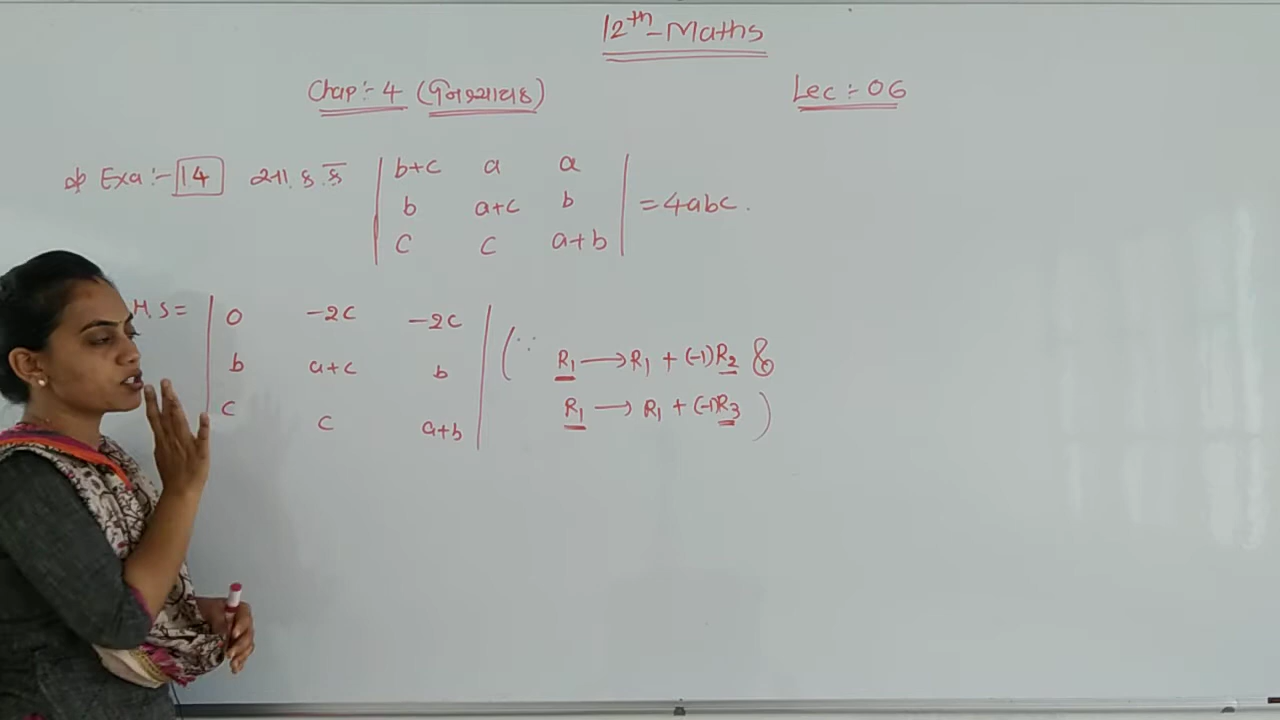 12th - Maths
Chap :- 4 (નિશ્ચાયક) Lec :- 06
Exa :- 14 સા. કુ. કે | b+c a a |
| b a+c b | = 4abc.
| c c a+b |
H.S = | 0 -2c -2c |
| b a+c b | (∵ R₁ ⟶ R₁ + (-1)R₂ &
| c c a+b | R₁ ⟶ R₁ + (-1)R₃ )